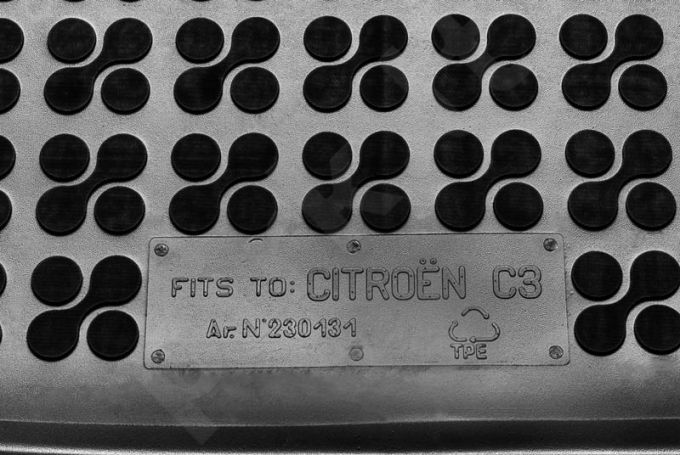 FITS TO: CITROËN C3
Ar. N°230131
TPE